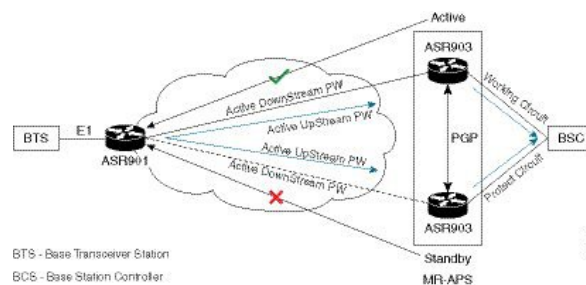 Active
ASR903
Active DownStream PW
Working Circuit
Active UpStream PW
BTS
E1
ASR901
PGP
BSC
Active UpStream PW
Active DownStream PW
Protect Circuit
ASR903
BTS - Base Transceiver Station
Standby
BCS - Base Station Controller
MR-APS